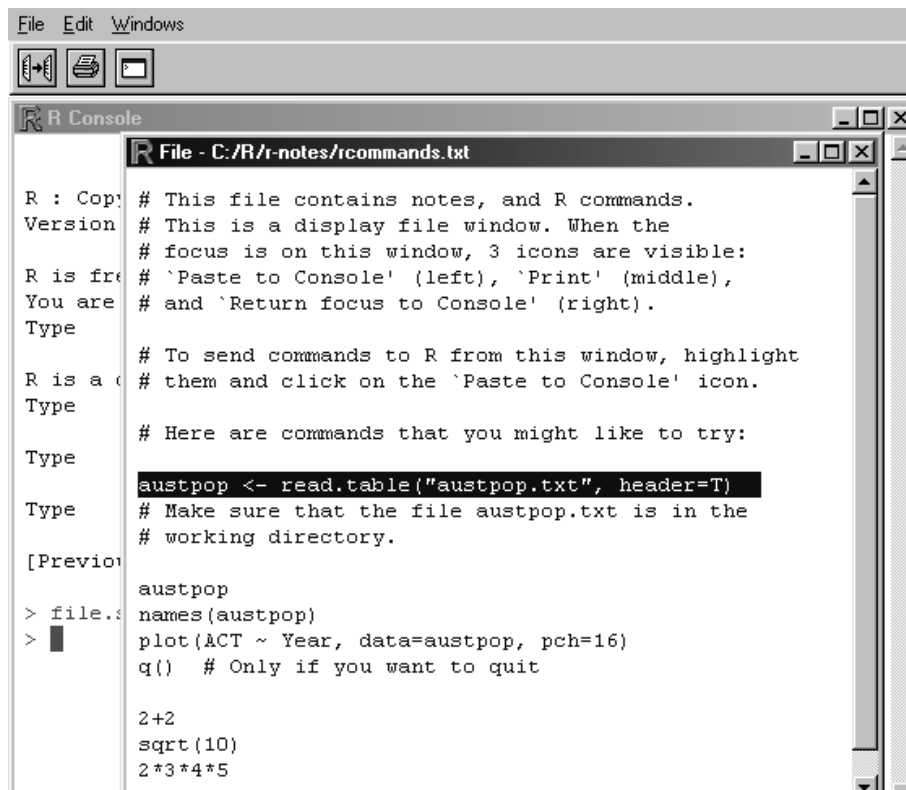 File Edit Windows
R Console
R File - C:/R/r-notes/rcommands.txt
R : Copy
Version
R is fre
You are
Type
R is a
Type
Type
Type
[Previou
> file.s
>
# This file contains notes, and R commands.
# This is a display file window. When the
# focus is on this window, 3 icons are visible:
# `Paste to Console' (left), `Print' (middle),
# and `Return focus to Console' (right).
# To send commands to R from this window, highlight
# them and click on the `Paste to Console' icon.
# Here are commands that you might like to try:
austpop <- read.table("austpop.txt", header=T)
# Make sure that the file austpop.txt is in the
# working directory.
austpop
names(austpop)
plot(ACT ~ Year, data=austpop, pch=16)
q()  # Only if you want to quit
2+2
sqrt(10)
2*3*4*5